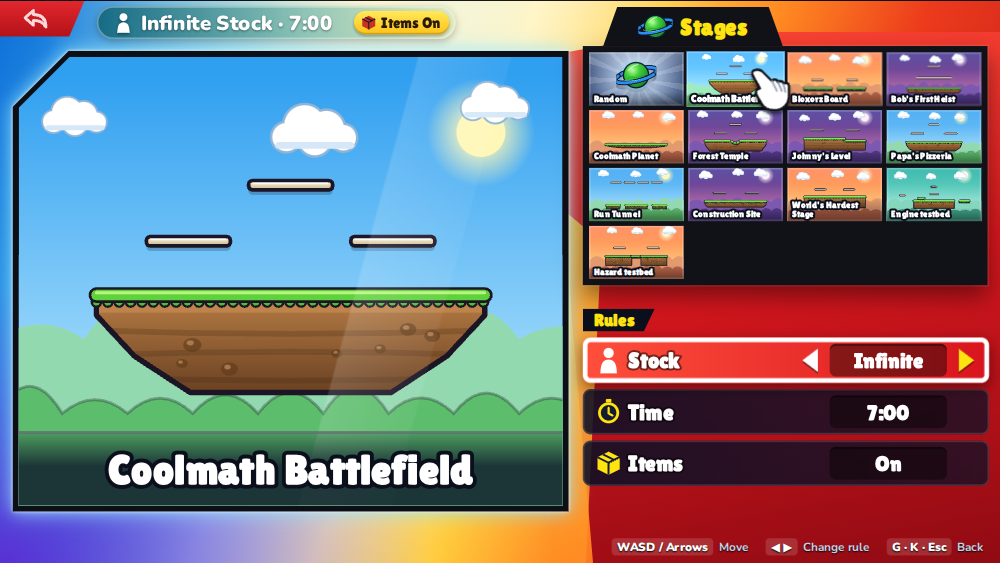 Infinite Stock · 7:00
Items On
Stages
Random
Coolmath Battle
Bloxorz Board
Bob's First Heist
Coolmath Planet
Forest Temple
Johnny's Level
Papa's Pizzeria
Run Tunnel
Construction Site
World's Hardest
Stage
Engine testbed
Hazard testbed
Coolmath Battlefield
Rules
Stock
Infinite
Time
7:00
Items
On
WASD / Arrows Move
◀ ▶ Change rule
G · K · Esc Back